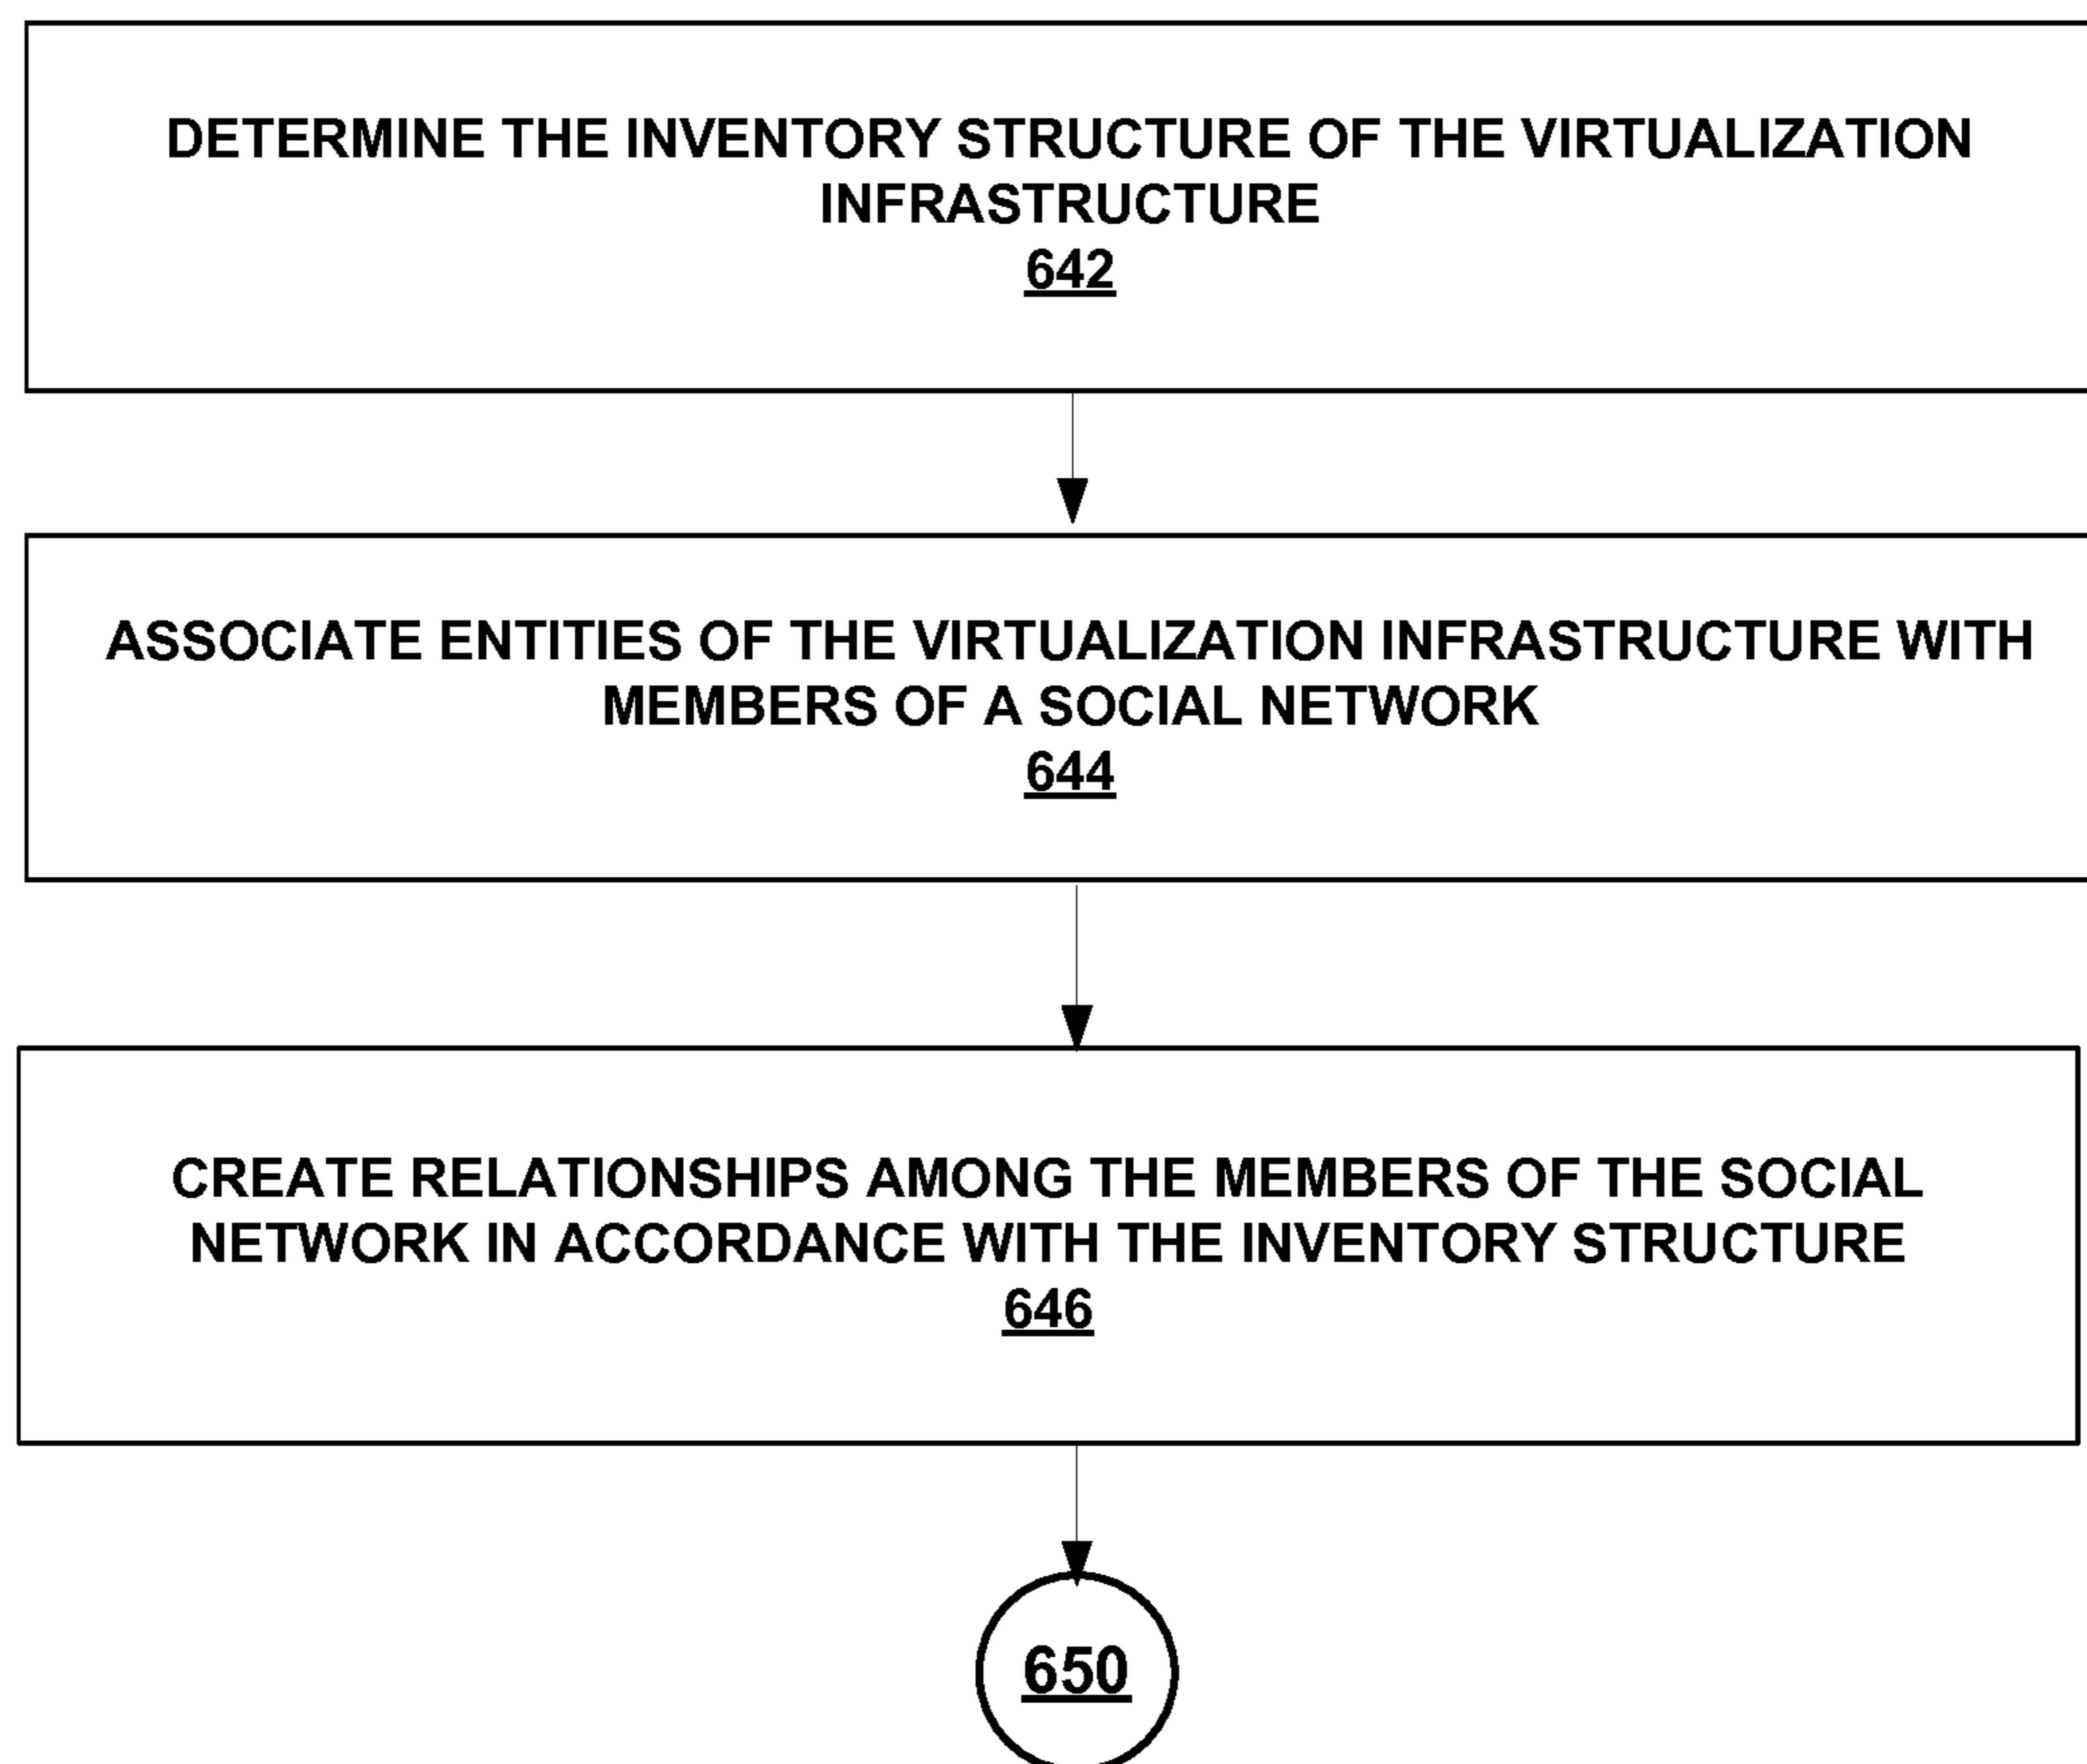 DETERMINE THE INVENTORY STRUCTURE OF THE VIRTUALIZATION
INFRASTRUCTURE
642
ASSOCIATE ENTITIES OF THE VIRTUALIZATION INFRASTRUCTURE WITH
MEMBERS OF A SOCIAL NETWORK
644
CREATE RELATIONSHIPS AMONG THE MEMBERS OF THE SOCIAL
NETWORK IN ACCORDANCE WITH THE INVENTORY STRUCTURE
646
650